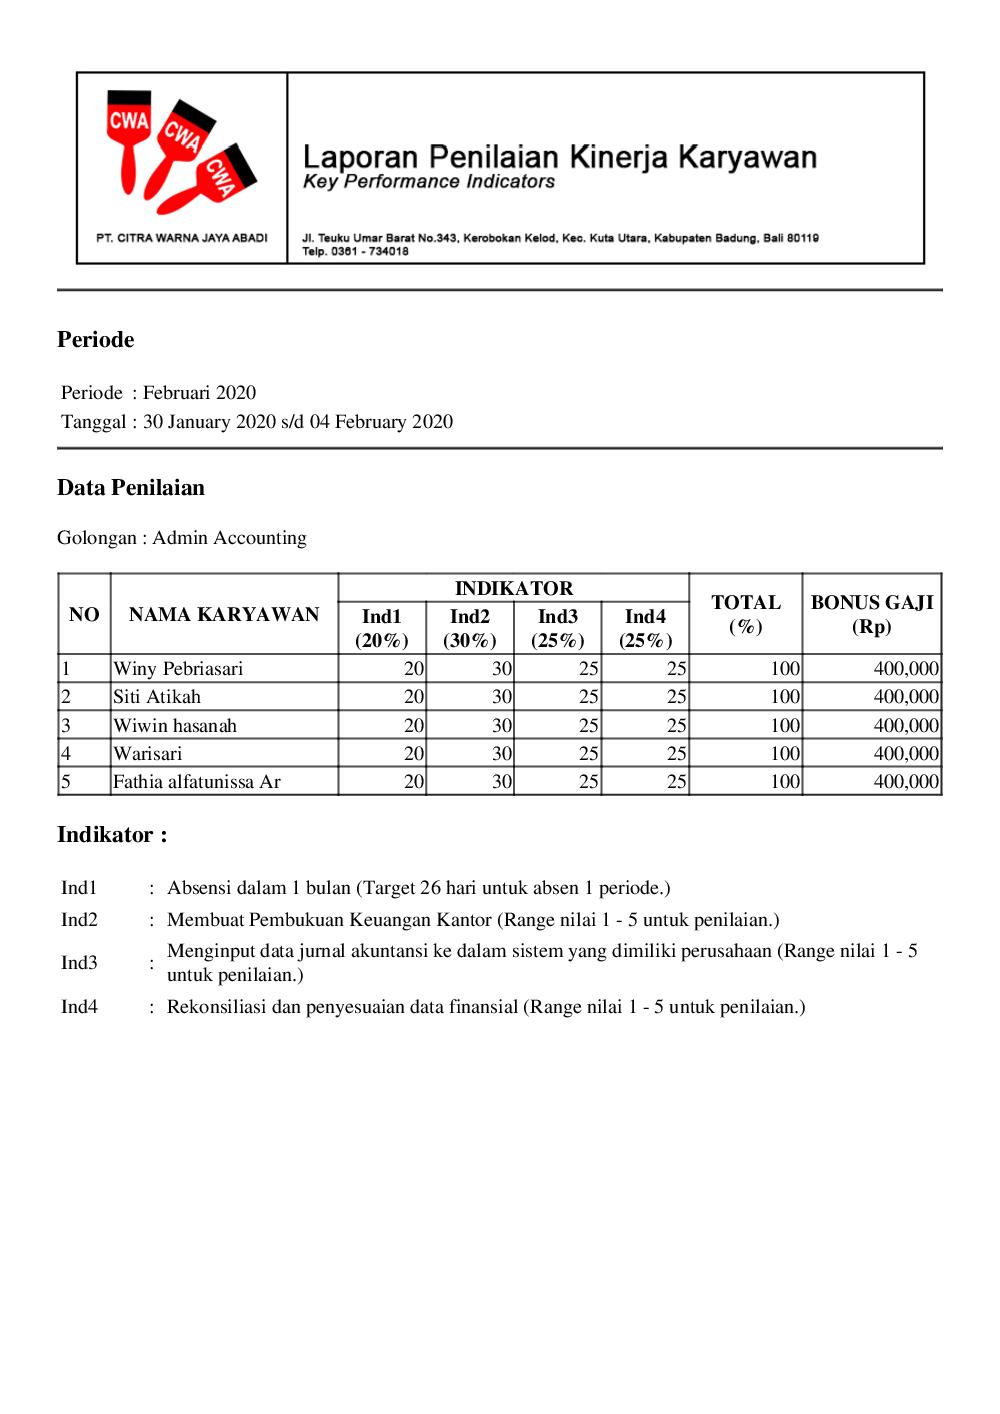 CWA
CWA
CWA
PT. CITRA WARNA JAYA ABADI
Laporan Penilaian Kinerja Karyawan
Key Performance Indicators
Jl. Teuku Umar Barat No.343, Kerobokan Kelod, Kec. Kuta Utara, Kabupaten Badung, Bali 80119
Telp. 0361 - 734018
Periode
Periode : Februari 2020
Tanggal : 30 January 2020 s/d 04 February 2020
Data Penilaian
Golongan : Admin Accounting
NO NAMA KARYAWAN INDIKATOR TOTAL (%) BONUS GAJI (Rp)
Ind1 (20%) Ind2 (30%) Ind3 (25%) Ind4 (25%)
1 Winy Pebriasari 20 30 25 25 100 400,000
2 Siti Atikah 20 30 25 25 100 400,000
3 Wiwin hasanah 20 30 25 25 100 400,000
4 Warisari 20 30 25 25 100 400,000
5 Fathia alfatunissa Ar 20 30 25 25 100 400,000
Indikator :
Ind1 : Absensi dalam 1 bulan (Target 26 hari untuk absen 1 periode.)
Ind2 : Membuat Pembukuan Keuangan Kantor (Range nilai 1 - 5 untuk penilaian.)
Ind3 : Menginput data jurnal akuntansi ke dalam sistem yang dimiliki perusahaan (Range nilai 1 - 5
untuk penilaian.)
Ind4 : Rekonsiliasi dan penyesuaian data finansial (Range nilai 1 - 5 untuk penilaian.)